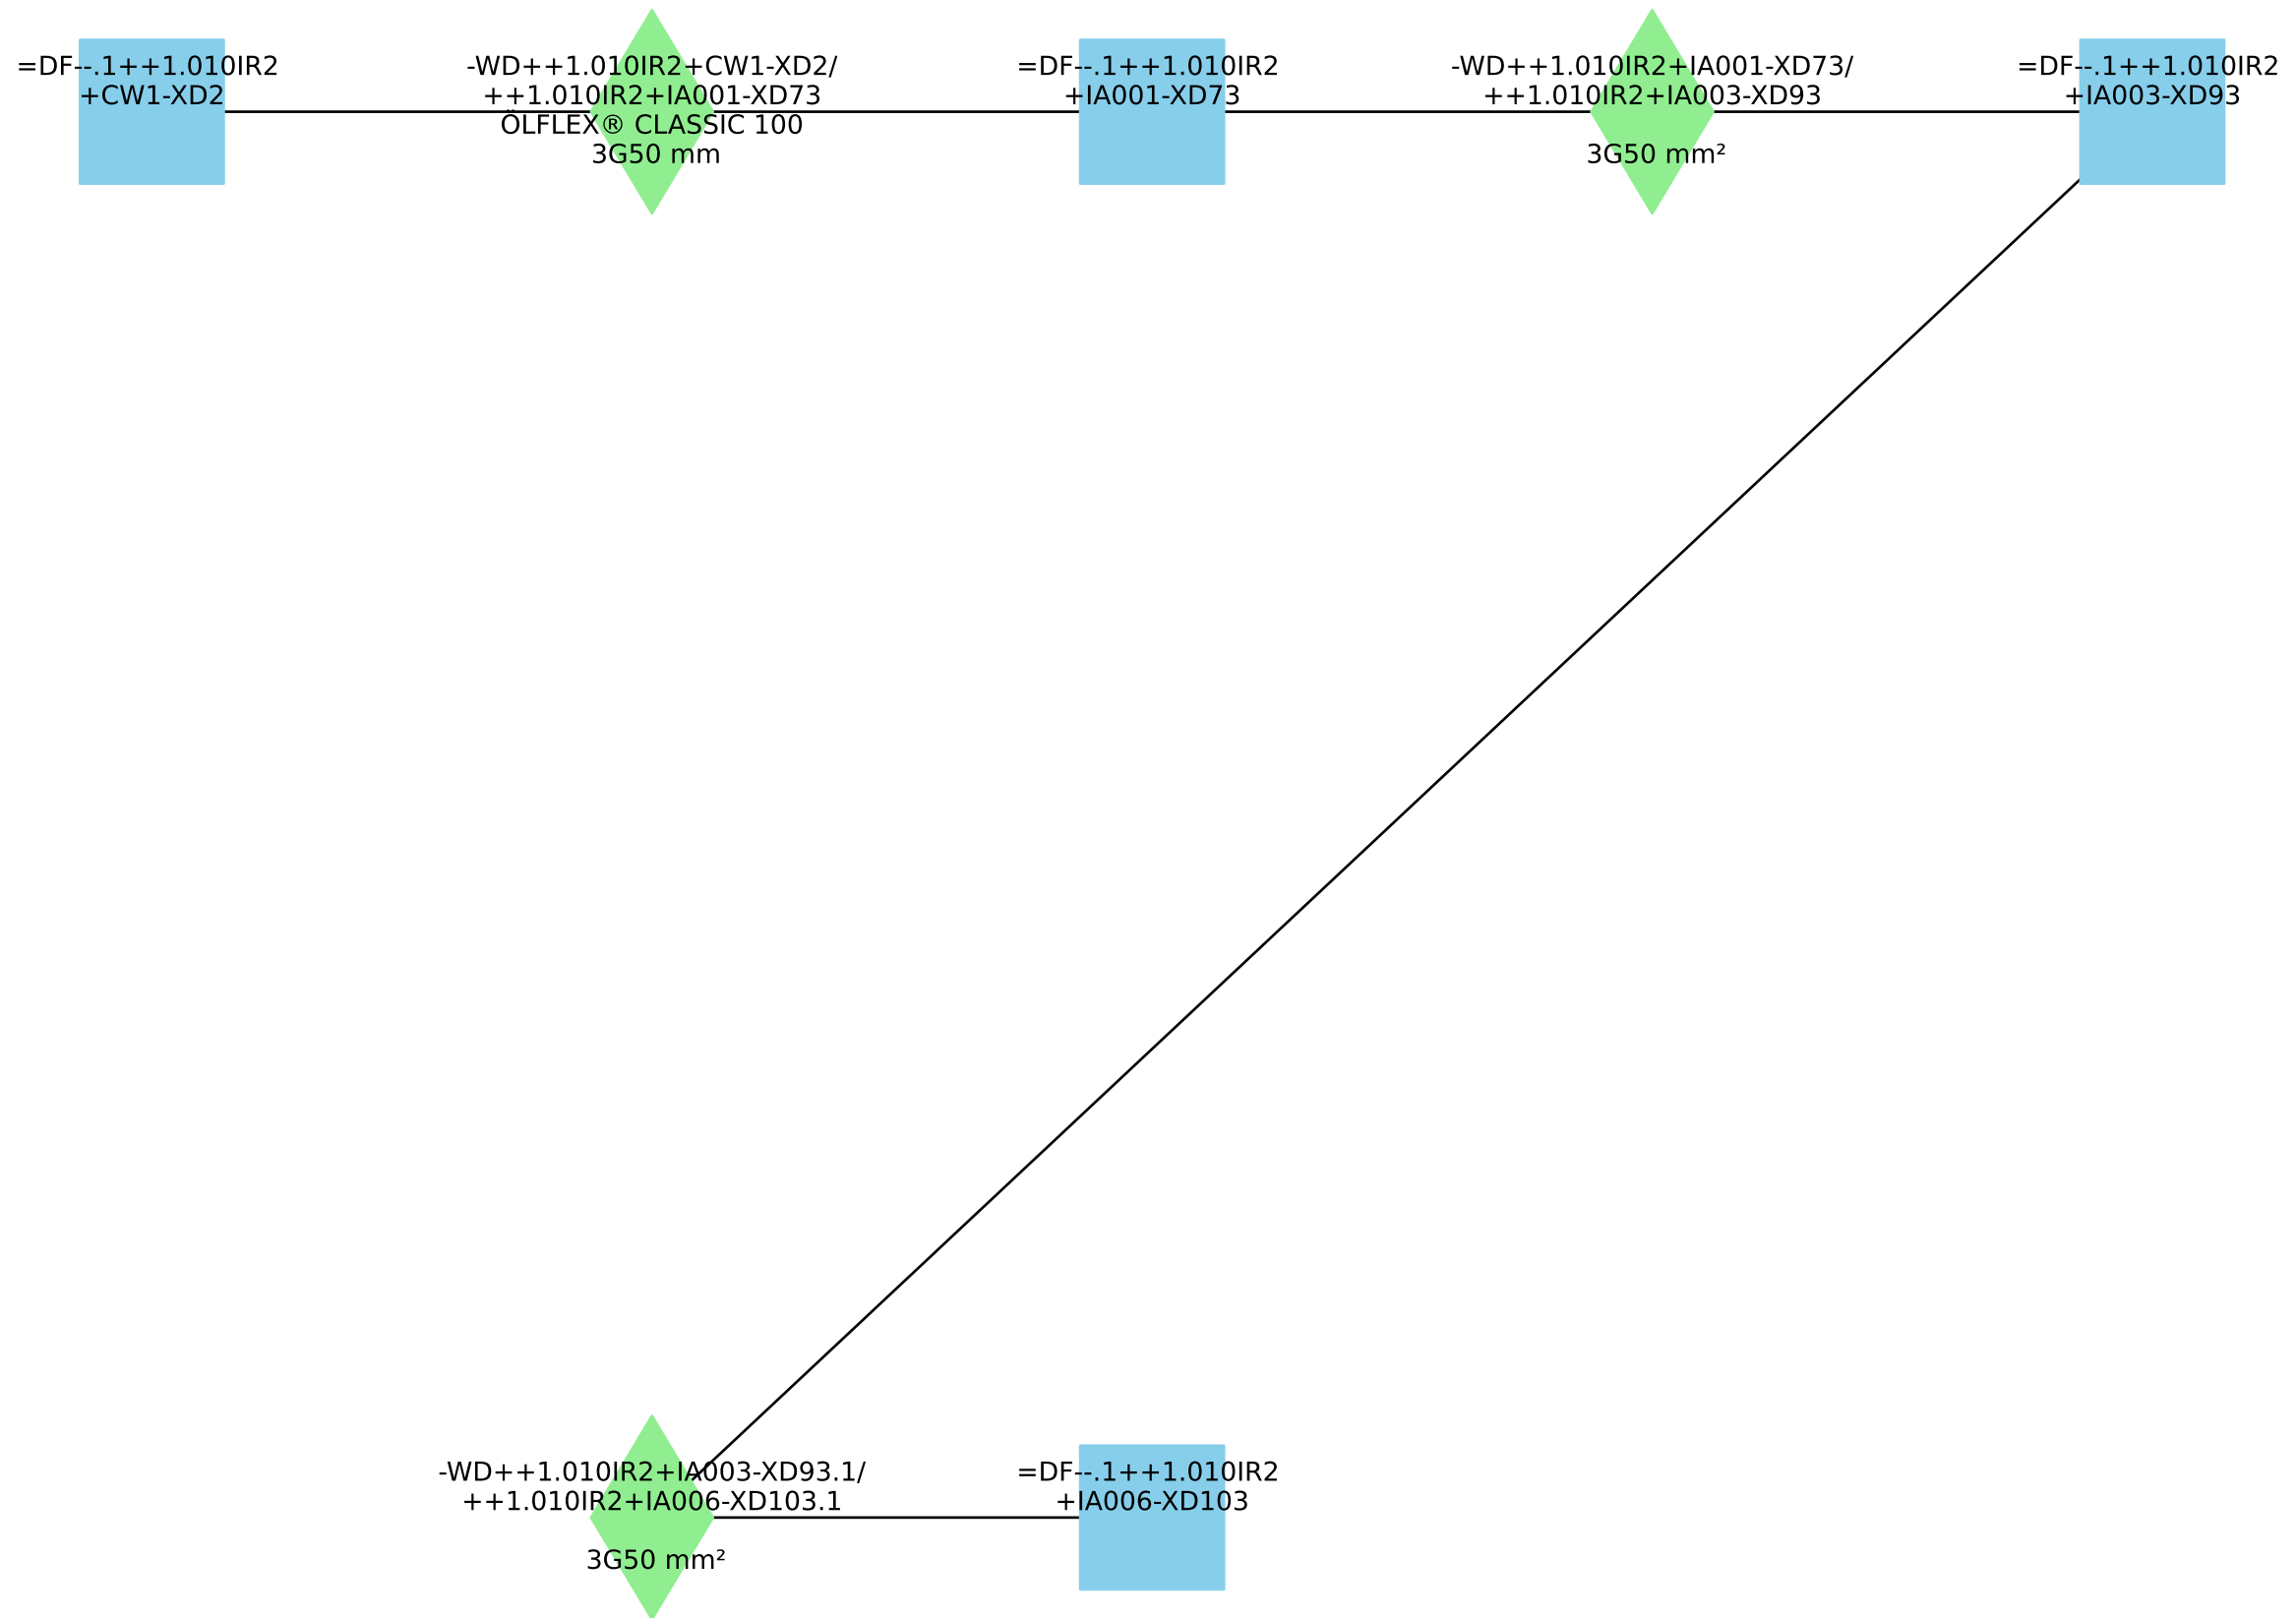 =DF--.1++1.010IR2
+CW1-XD2
-WD++1.010IR2+CW1-XD2/
++1.010IR2+IA001-XD73
ÖLFLEX® CLASSIC 100
3G50 mm
=DF--.1++1.010IR2
+IA001-XD73
-WD++1.010IR2+IA001-XD73/
++1.010IR2+IA003-XD93
3G50 mm²
=DF--.1++1.010IR2
+IA003-XD93
-WD++1.010IR2+IA003-XD93.1/
++1.010IR2+IA006-XD103.1
3G50 mm²
=DF--.1++1.010IR2
+IA006-XD103